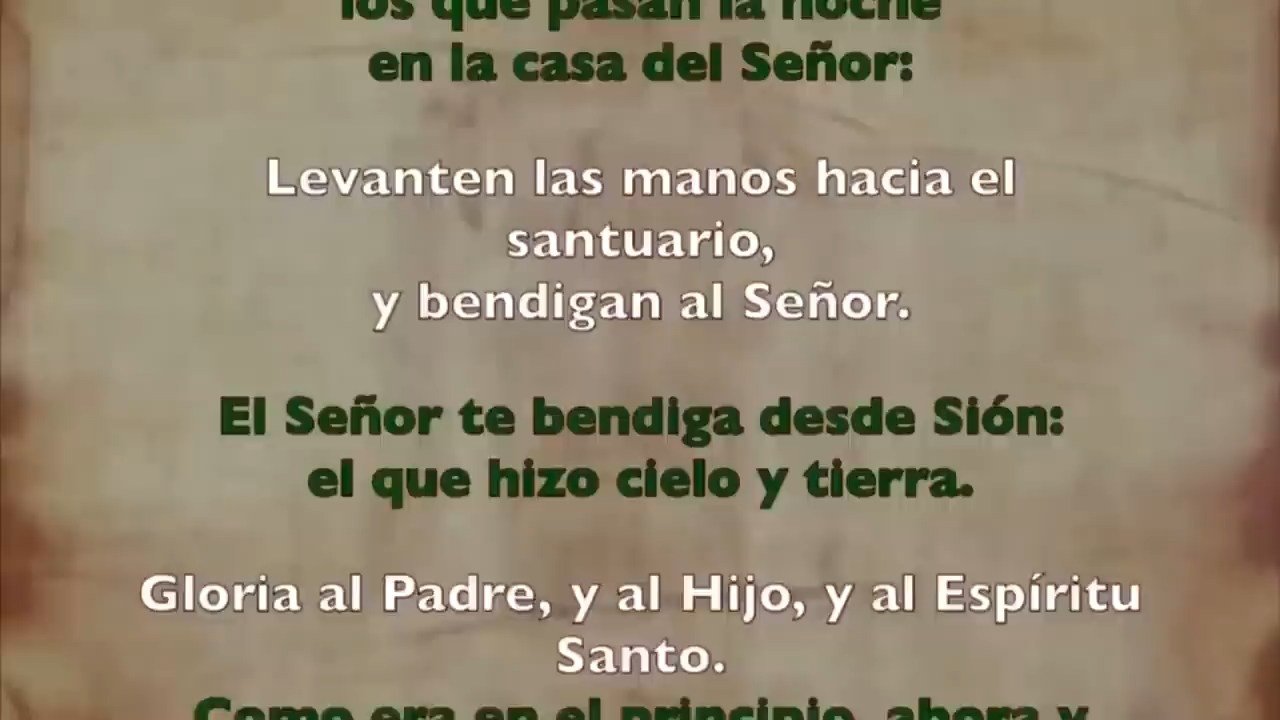 los que pasan la noche
en la casa del Señor:
Levanten las manos hacia el
santuario,
y bendigan al Señor.
El Señor te bendiga desde Sión:
el que hizo cielo y tierra.
Gloria al Padre, y al Hijo, y al Espíritu
Santo.
Como era en el principio, ahora y